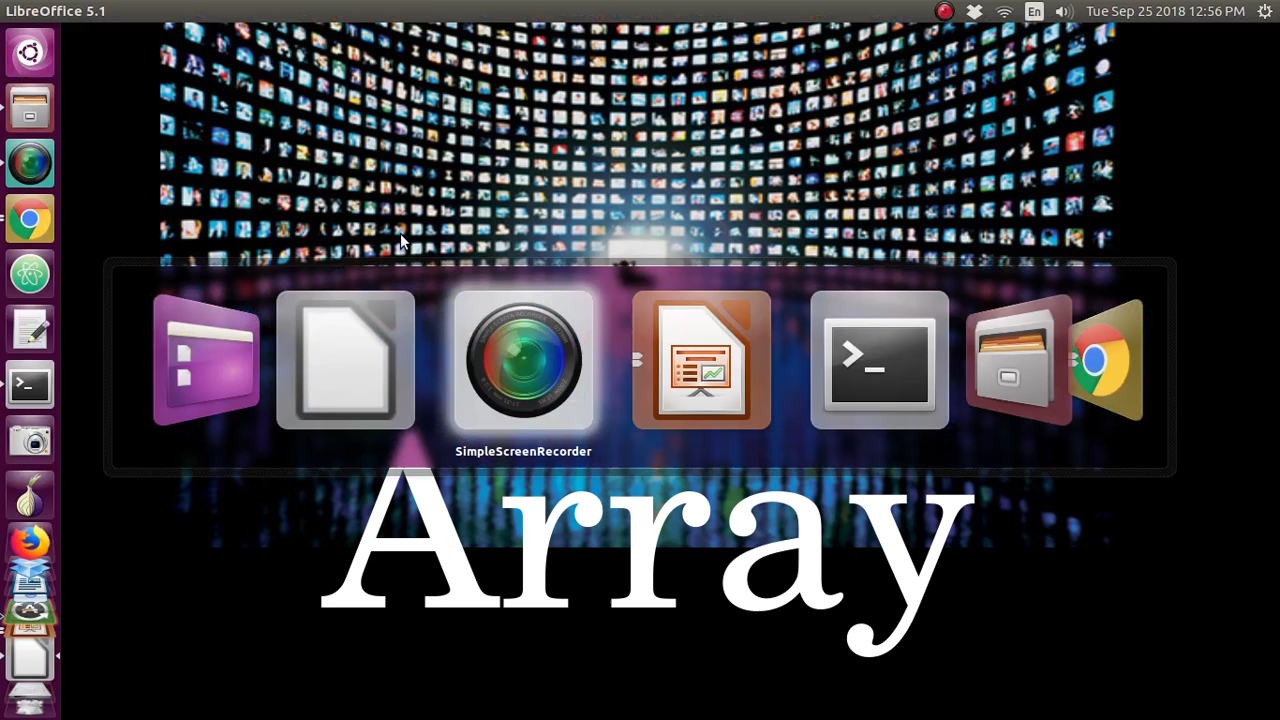 LibreOffice 5.1
En
Tue Sep 25 2018 12:56 PM
SimpleScreenRecorder
Array